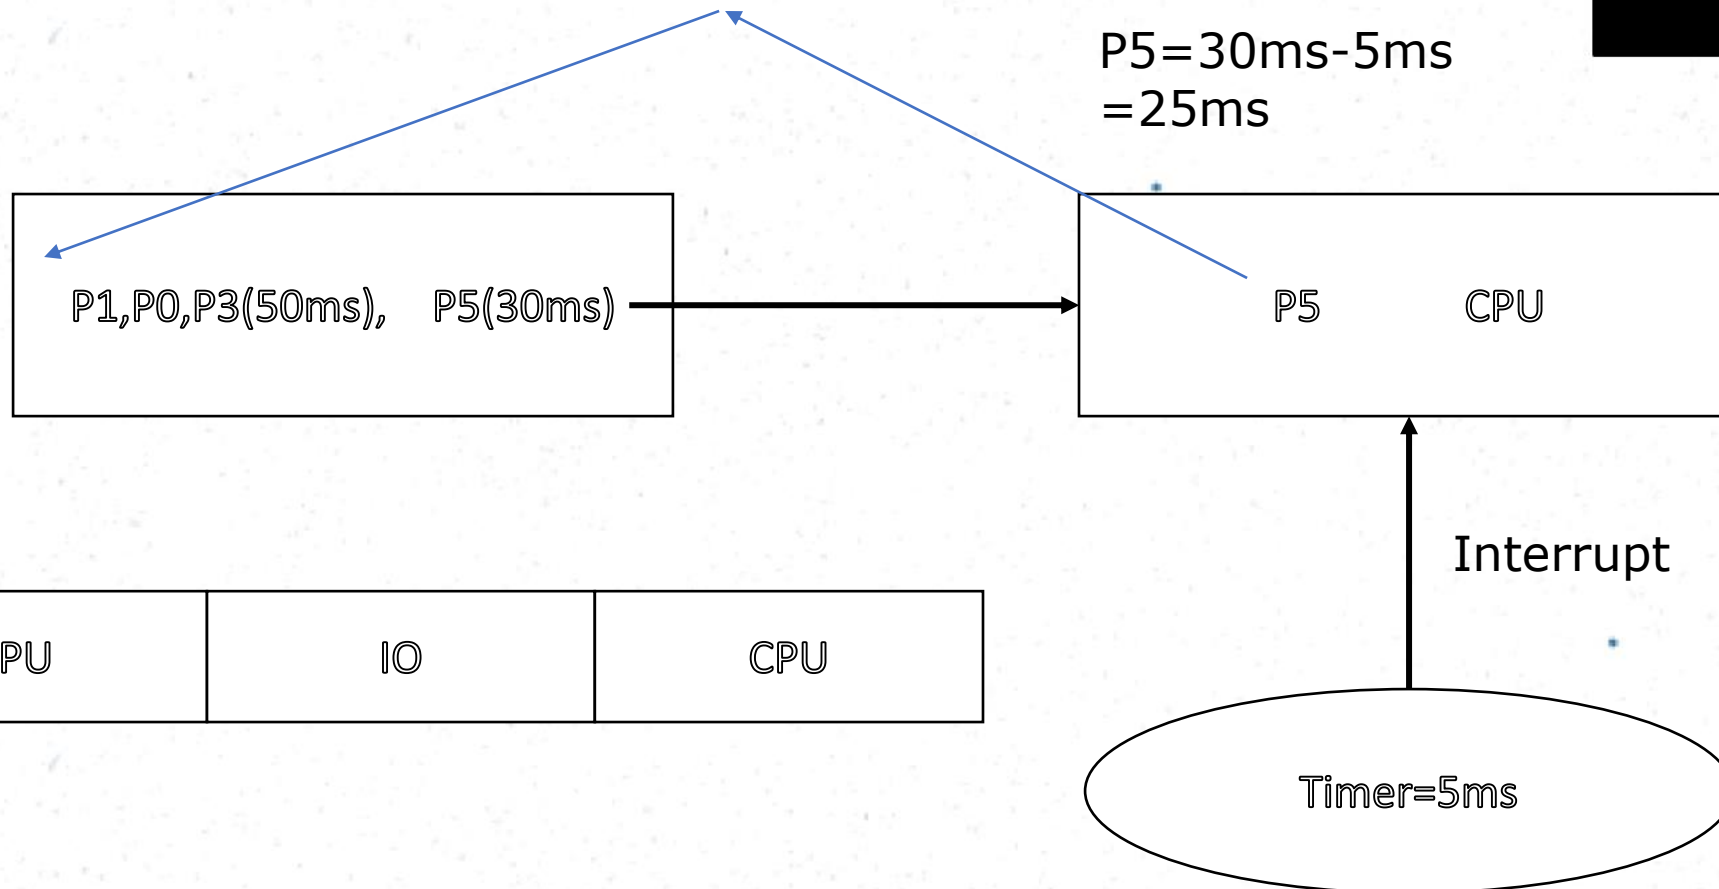 P5=30ms-5ms
=25ms
P1,P0,P3(50ms), P5(30ms)
P5 CPU
Interrupt
PU IO CPU
Timer=5ms